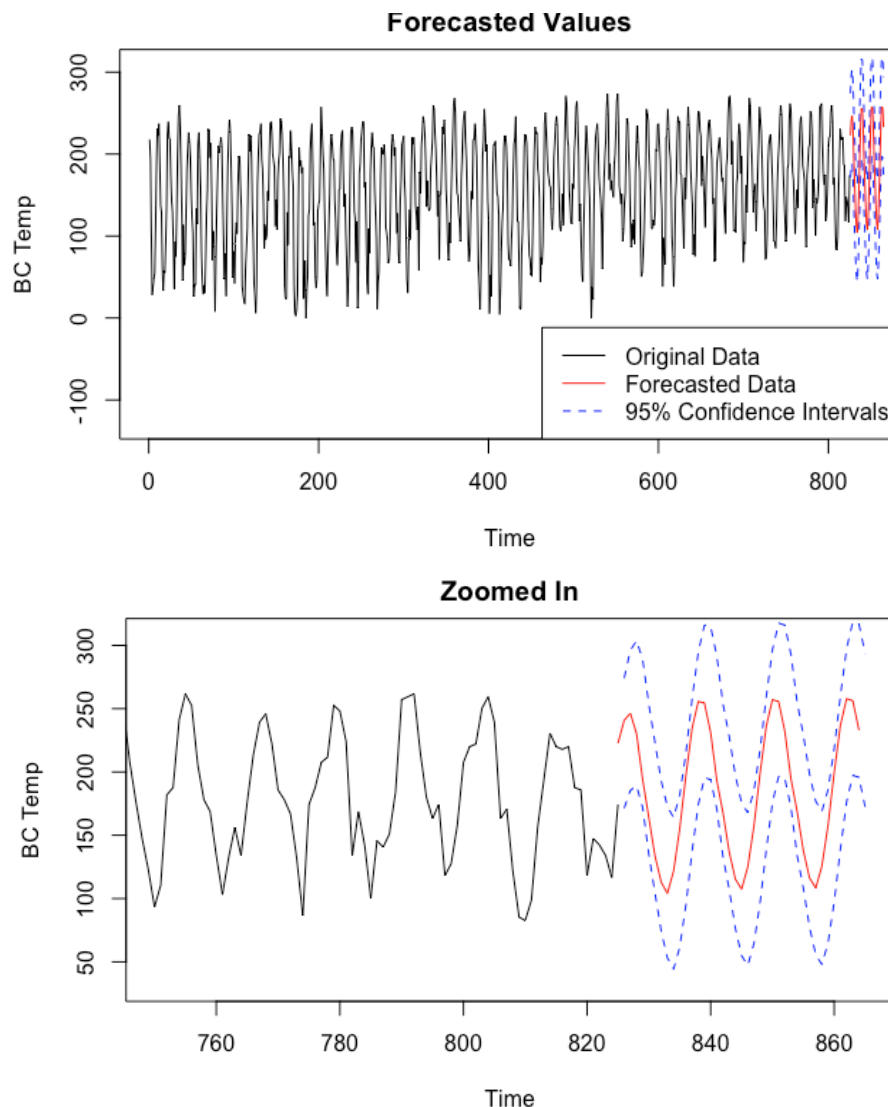 Forecasted Values
BC Temp
300
200
100
0
-100
Original Data
Forecasted Data
95% Confidence Intervals
0 200 400 600 800
Time
Zoomed In
BC Temp
300
250
200
150
100
50
760 780 800 820 840 860
Time